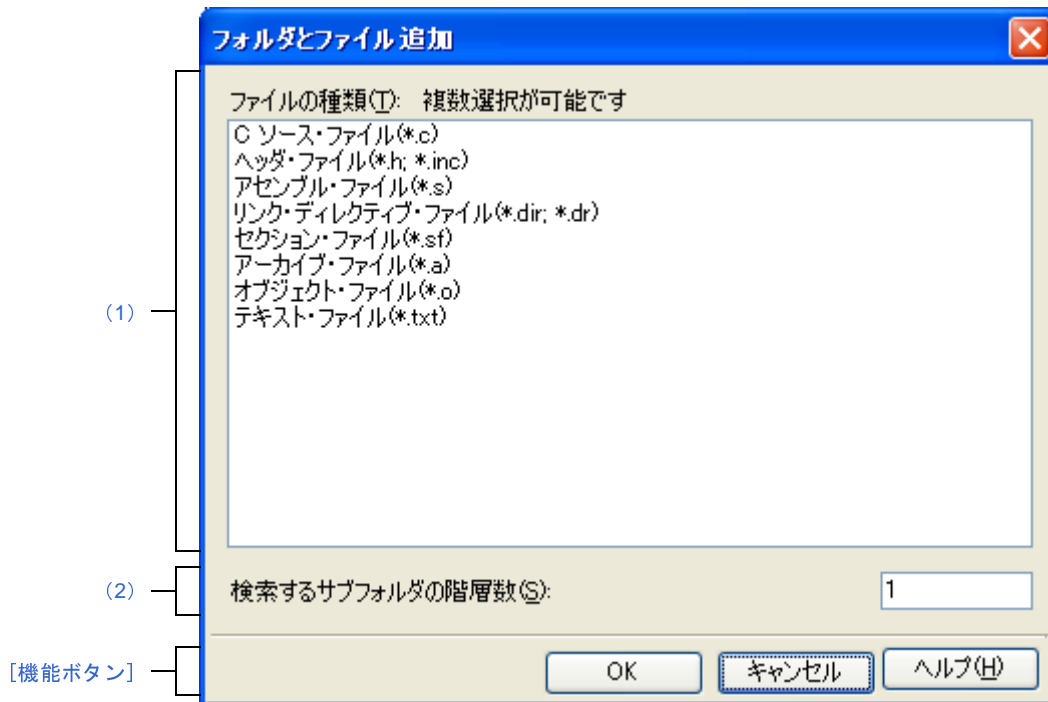 フォルダとファイル追加
ファイルの種類(T): 複数選択が可能です
C ソース・ファイル(*.c)
ヘッダ・ファイル(*.h; *.inc)
アセンブル・ファイル(*.s)
リンク・ディレクティブ・ファイル(*.dir; *.dr)
セクション・ファイル(*.sf)
アーカイブ・ファイル(*.a)
オブジェクト・ファイル(*.o)
テキスト・ファイル(*.txt)
(1)
(2)
検索するサブフォルダの階層数(S): 1
[機能ボタン]
OK キャンセル ヘルプ(H)